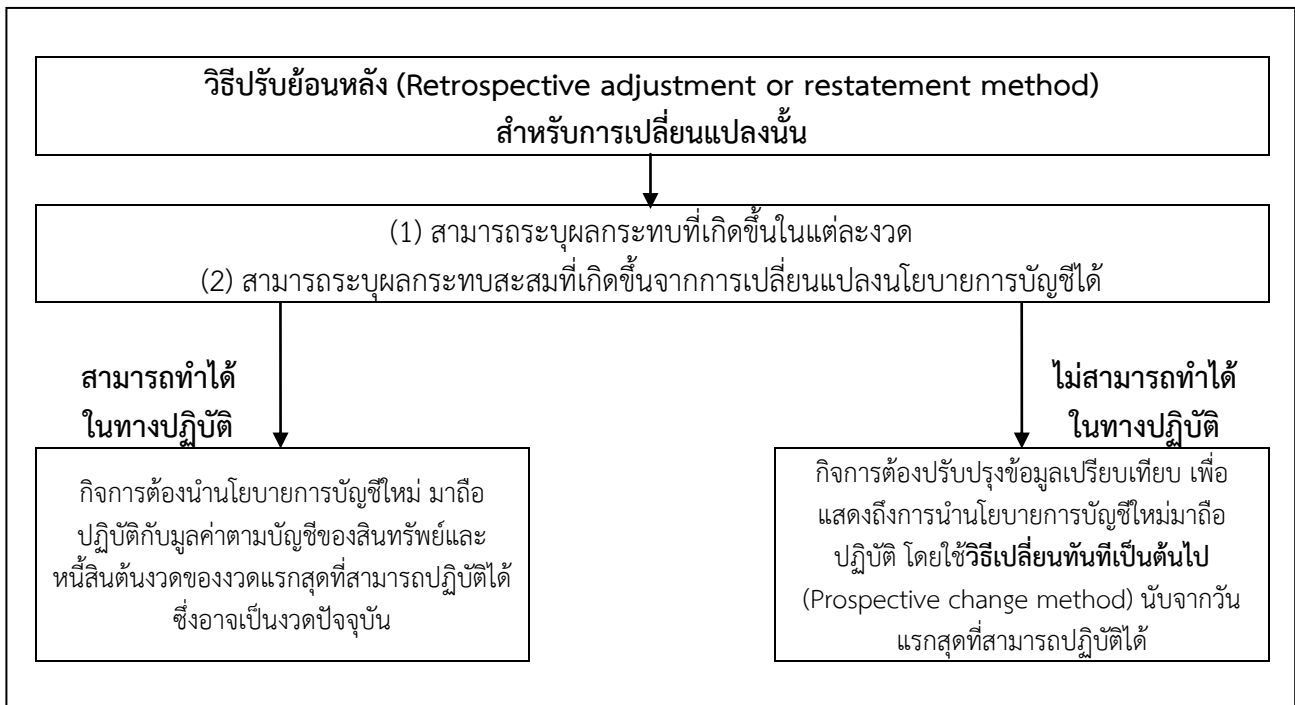 วิธีปรับย้อนหลัง (Retrospective adjustment or restatement method)
สำหรับการเปลี่ยนแปลงนั้น
(1) สามารถระบุผลกระทบที่เกิดขึ้นในแต่ละงวด
(2) สามารถระบุผลกระทบสะสมที่เกิดขึ้นจากการเปลี่ยนแปลงนโยบายการบัญชีได้
สามารถทำได้
ในทางปฏิบัติ
ไม่สามารถทำได้
ในทางปฏิบัติ
กิจการต้องนำนโยบายการบัญชีใหม่ มาถือ
ปฏิบัติกับมูลค่าตามบัญชีของสินทรัพย์และ
หนี้สินต้นงวดของงวดแรกสุดที่สามารถปฏิบัติได้
ซึ่งอาจเป็นงวดปัจจุบัน
กิจการต้องปรับปรุงข้อมูลเปรียบเทียบ เพื่อ
แสดงถึงการนำนโยบายการบัญชีใหม่มาถือ
ปฏิบัติ โดยใช้วิธีเปลี่ยนทันทีเป็นต้นไป
(Prospective change method) นับจากวัน
แรกสุดที่สามารถปฏิบัติได้